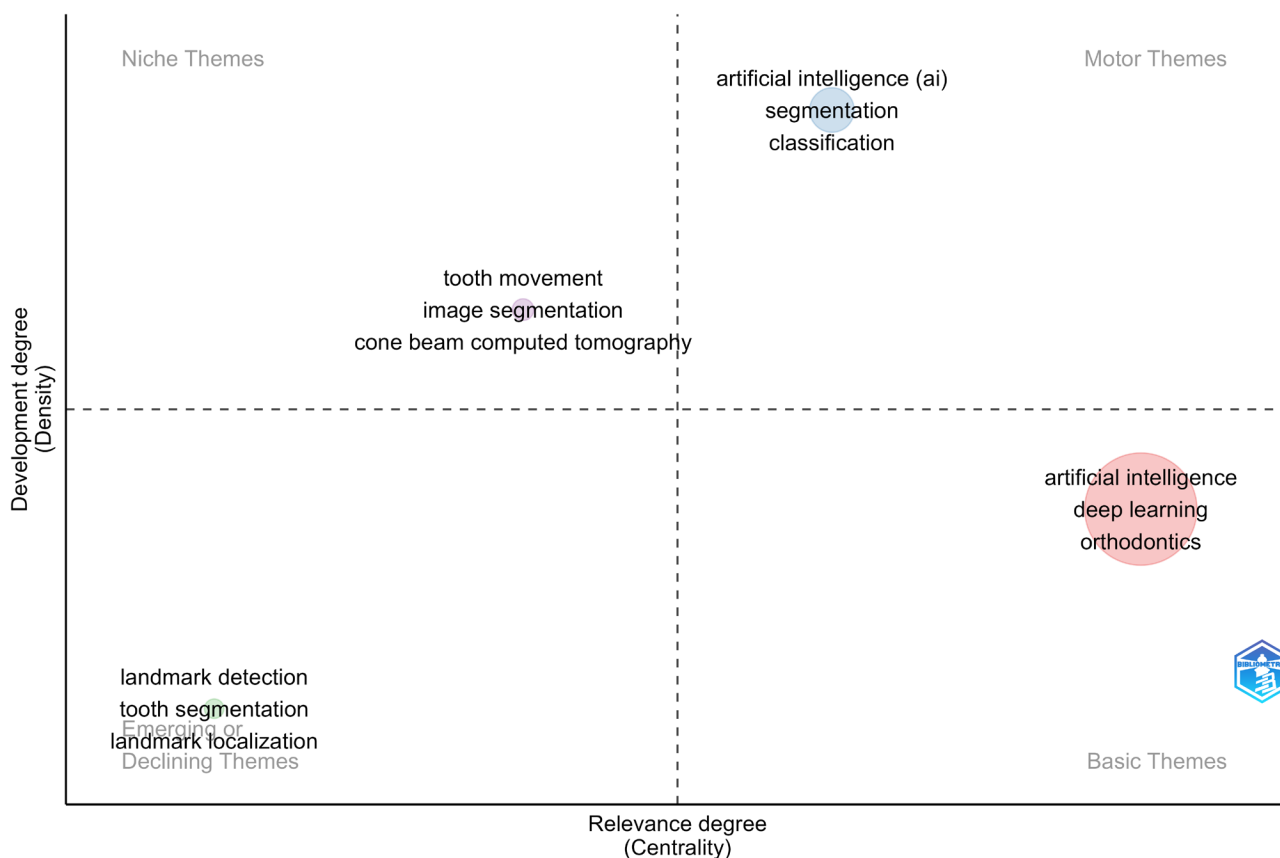 Niche Themes
Motor Themes
artificial intelligence (ai)
segmentation
classification
tooth movement
image segmentation
cone beam computed tomography
Development degree
(Density)
artificial intelligence
deep learning
orthodontics
landmark detection
tooth segmentation
Emerging or
landmark localization
Declining Themes
Basic Themes
Relevance degree
(Centrality)